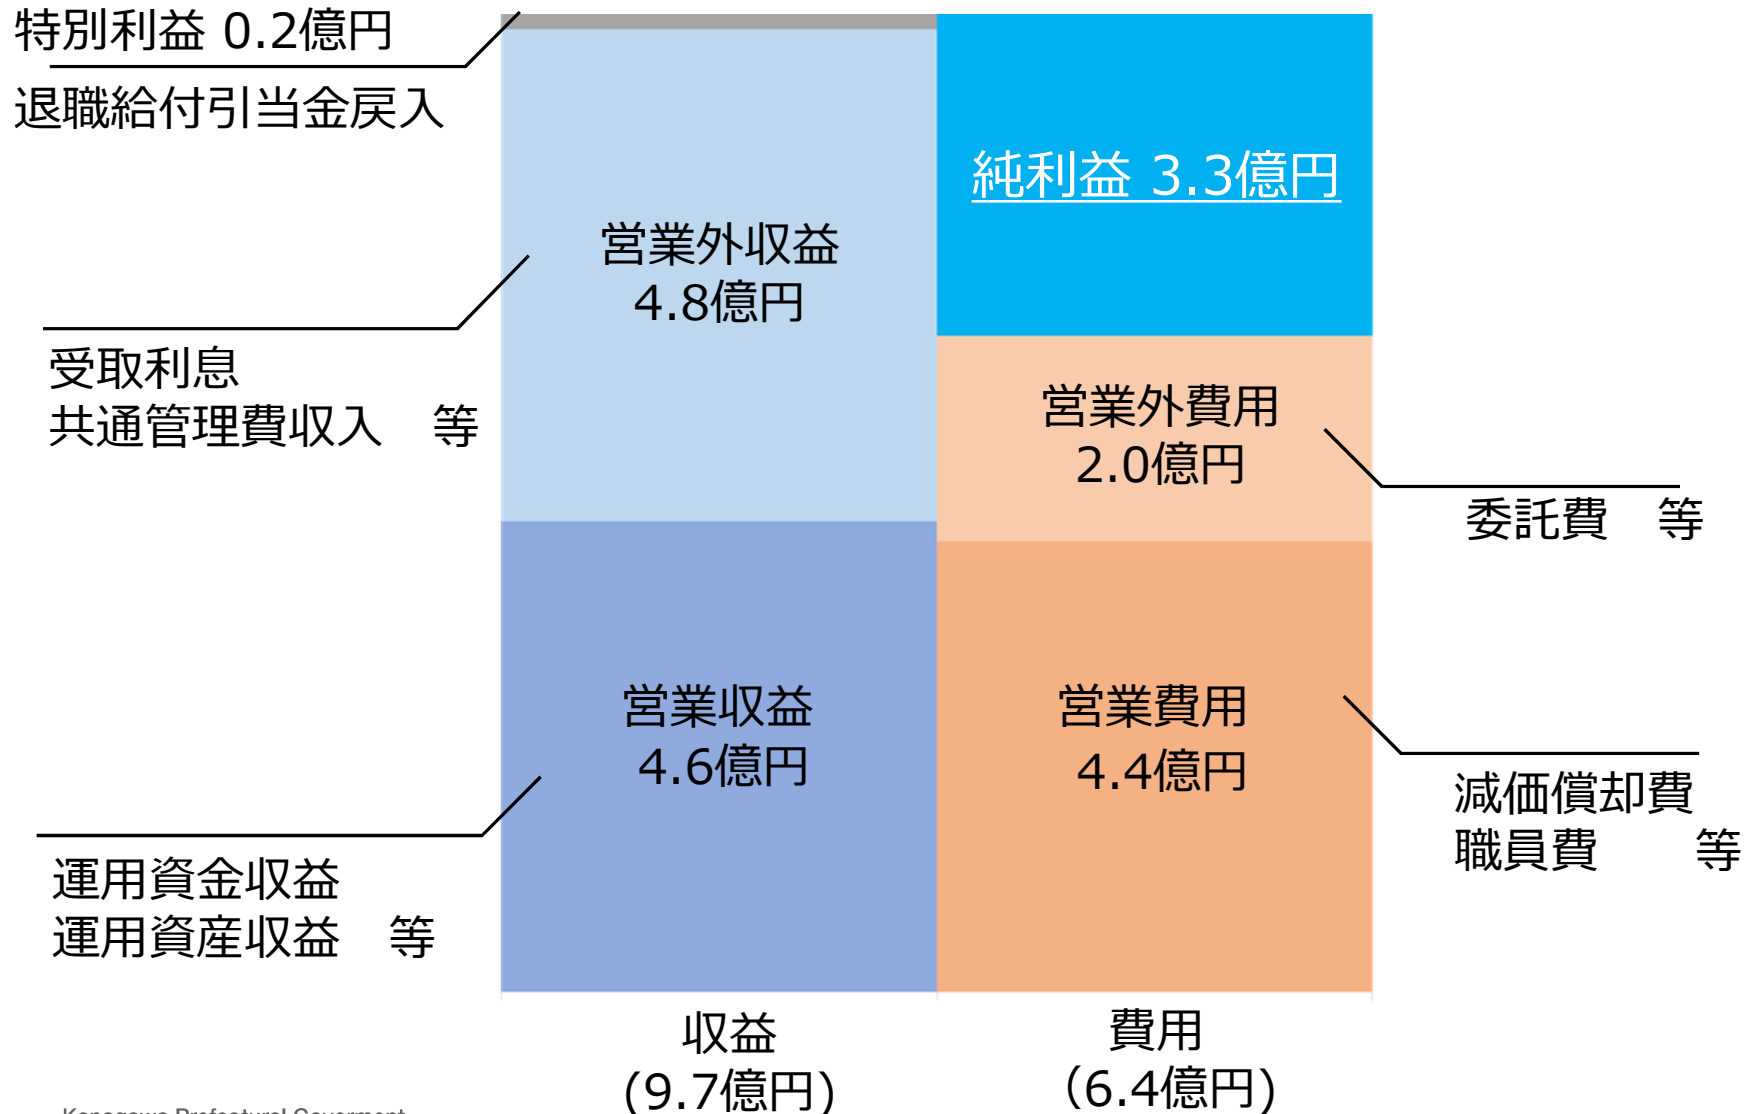 特別利益 0.2億円
退職給付引当金戻入
純利益 3.3億円
営業外収益
4.8億円
受取利息
共通管理費収入　等
営業外費用
2.0億円
委託費　等
営業収益
4.6億円
営業費用
4.4億円
減価償却費
職員費　　等
運用資金収益
運用資産収益　等
収益
(9.7億円)
費用
(6.4億円)
Kanagawa Prefectural Goverment